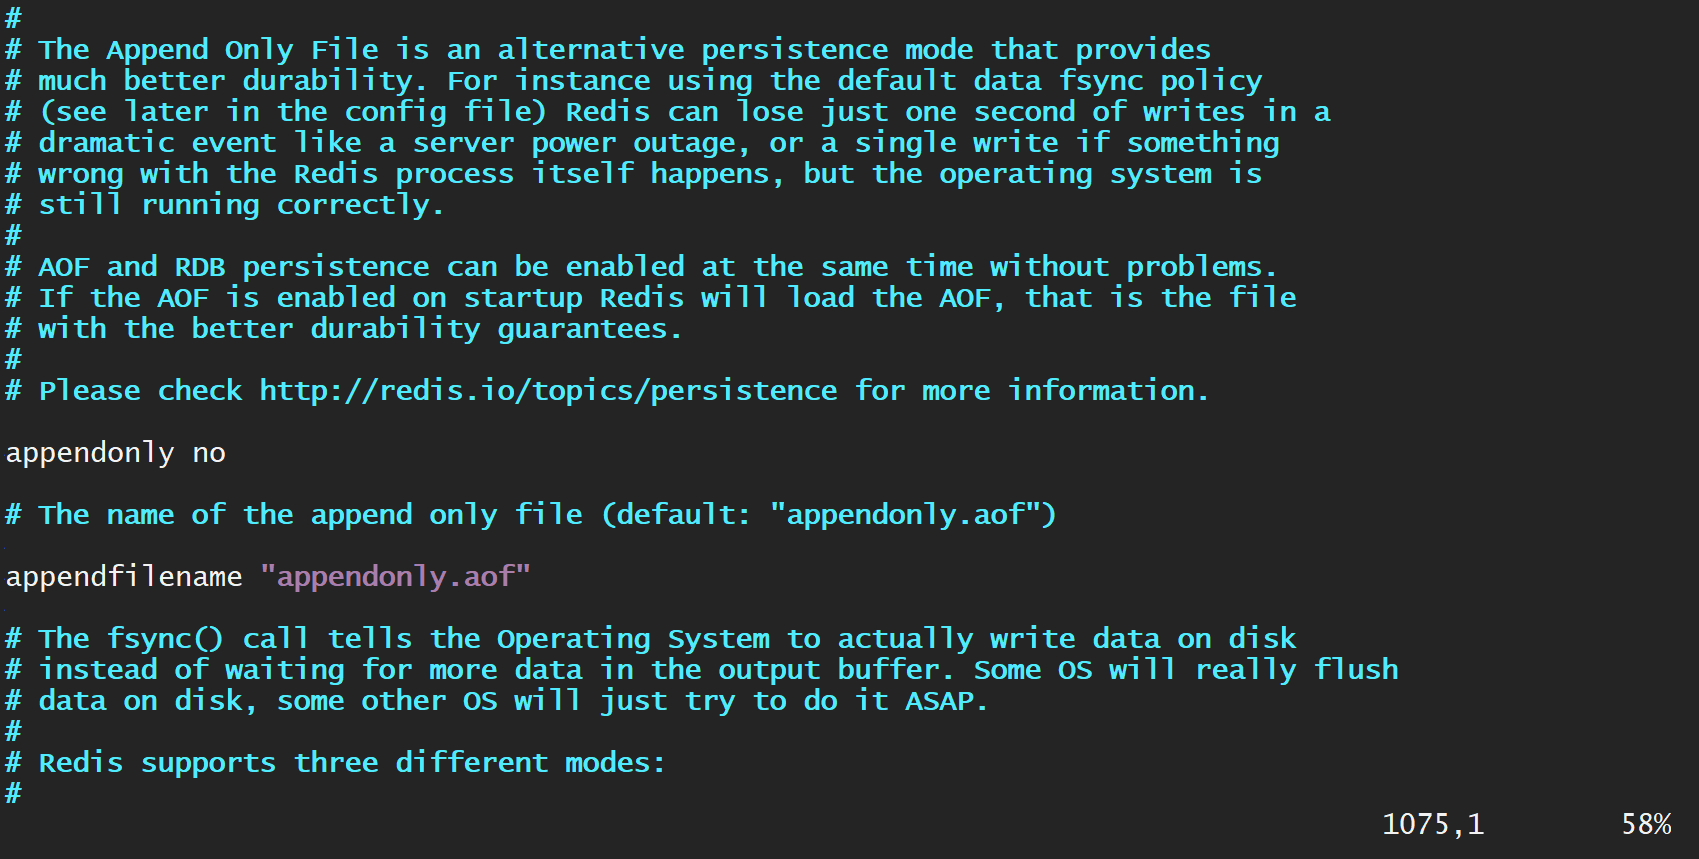 #
# The Append Only File is an alternative persistence mode that provides
# much better durability. For instance using the default data fsync policy
# (see later in the config file) Redis can lose just one second of writes in a
# dramatic event like a server power outage, or a single write if something
# wrong with the Redis process itself happens, but the operating system is
# still running correctly.
#
# AOF and RDB persistence can be enabled at the same time without problems.
# If the AOF is enabled on startup Redis will load the AOF, that is the file
# with the better durability guarantees.
#
# Please check http://redis.io/topics/persistence for more information.

appendonly no

# The name of the append only file (default: "appendonly.aof")

appendfilename "appendonly.aof"

# The fsync() call tells the Operating System to actually write data on disk
# instead of waiting for more data in the output buffer. Some OS will really flush
# data on disk, some other OS will just try to do it ASAP.
#
# Redis supports three different modes:
#
1075,1 58%